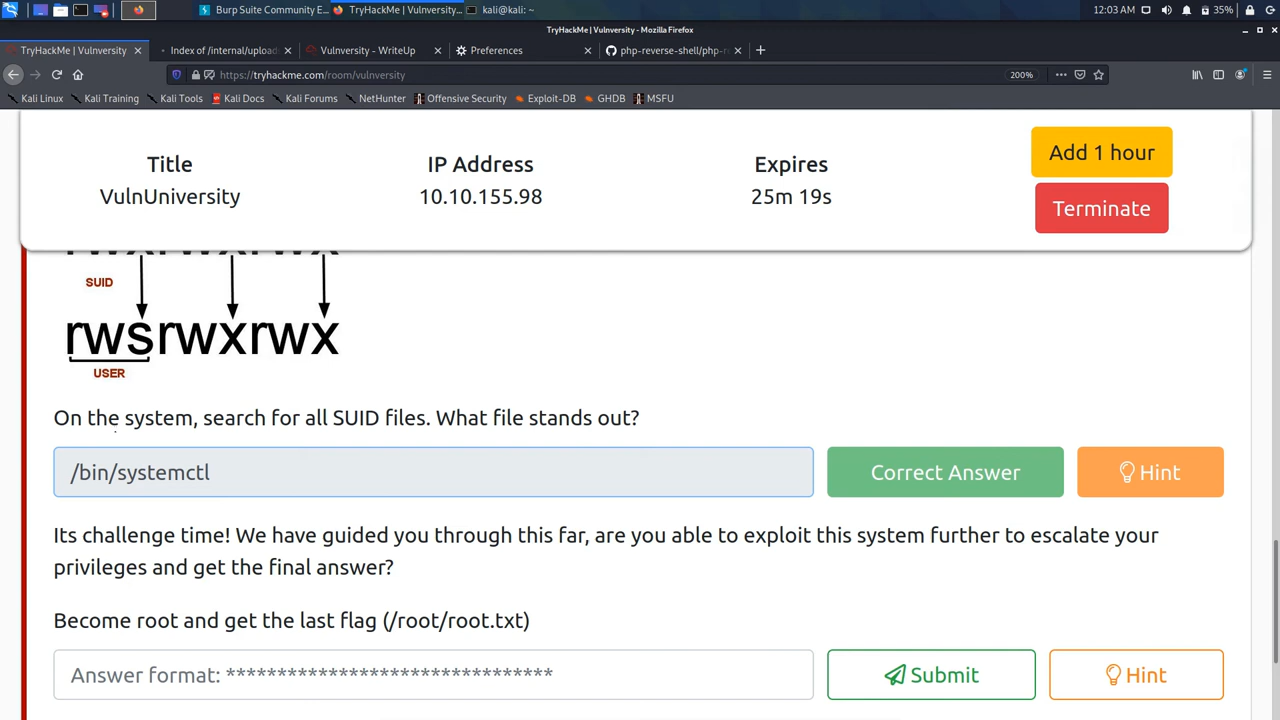 Burp Suite Community E...
TryHackMe | Vulnversity...
kali@kali: ~
12:03 AM
35%
TryHackMe | Vulnversity - Mozilla Firefox
TryHackMe | Vulnversity
Index of /internal/upload
Vulnversity - WriteUp
Preferences
php-reverse-shell/php-r
https://tryhackme.com/room/vulnversity
200%
Kali Linux
Kali Training
Kali Tools
Kali Docs
Kali Forums
NetHunter
Offensive Security
Exploit-DB
GHDB
MSFU
Title
IP Address
Expires
Add 1 hour
VulnUniversity
10.10.155.98
25m 19s
Terminate
SUID
rwsrwxrwx
USER
On the system, search for all SUID files. What file stands out?
/bin/systemctl
Correct Answer
Hint
Its challenge time! We have guided you through this far, are you able to exploit this system further to escalate your
privileges and get the final answer?
Become root and get the last flag (/root/root.txt)
Answer format: ********************************
Submit
Hint